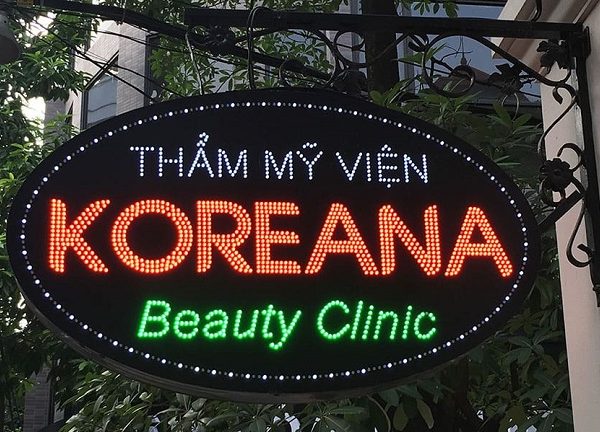 THẨM MỸ VIỆN
KOREANA
Beauty Clinic